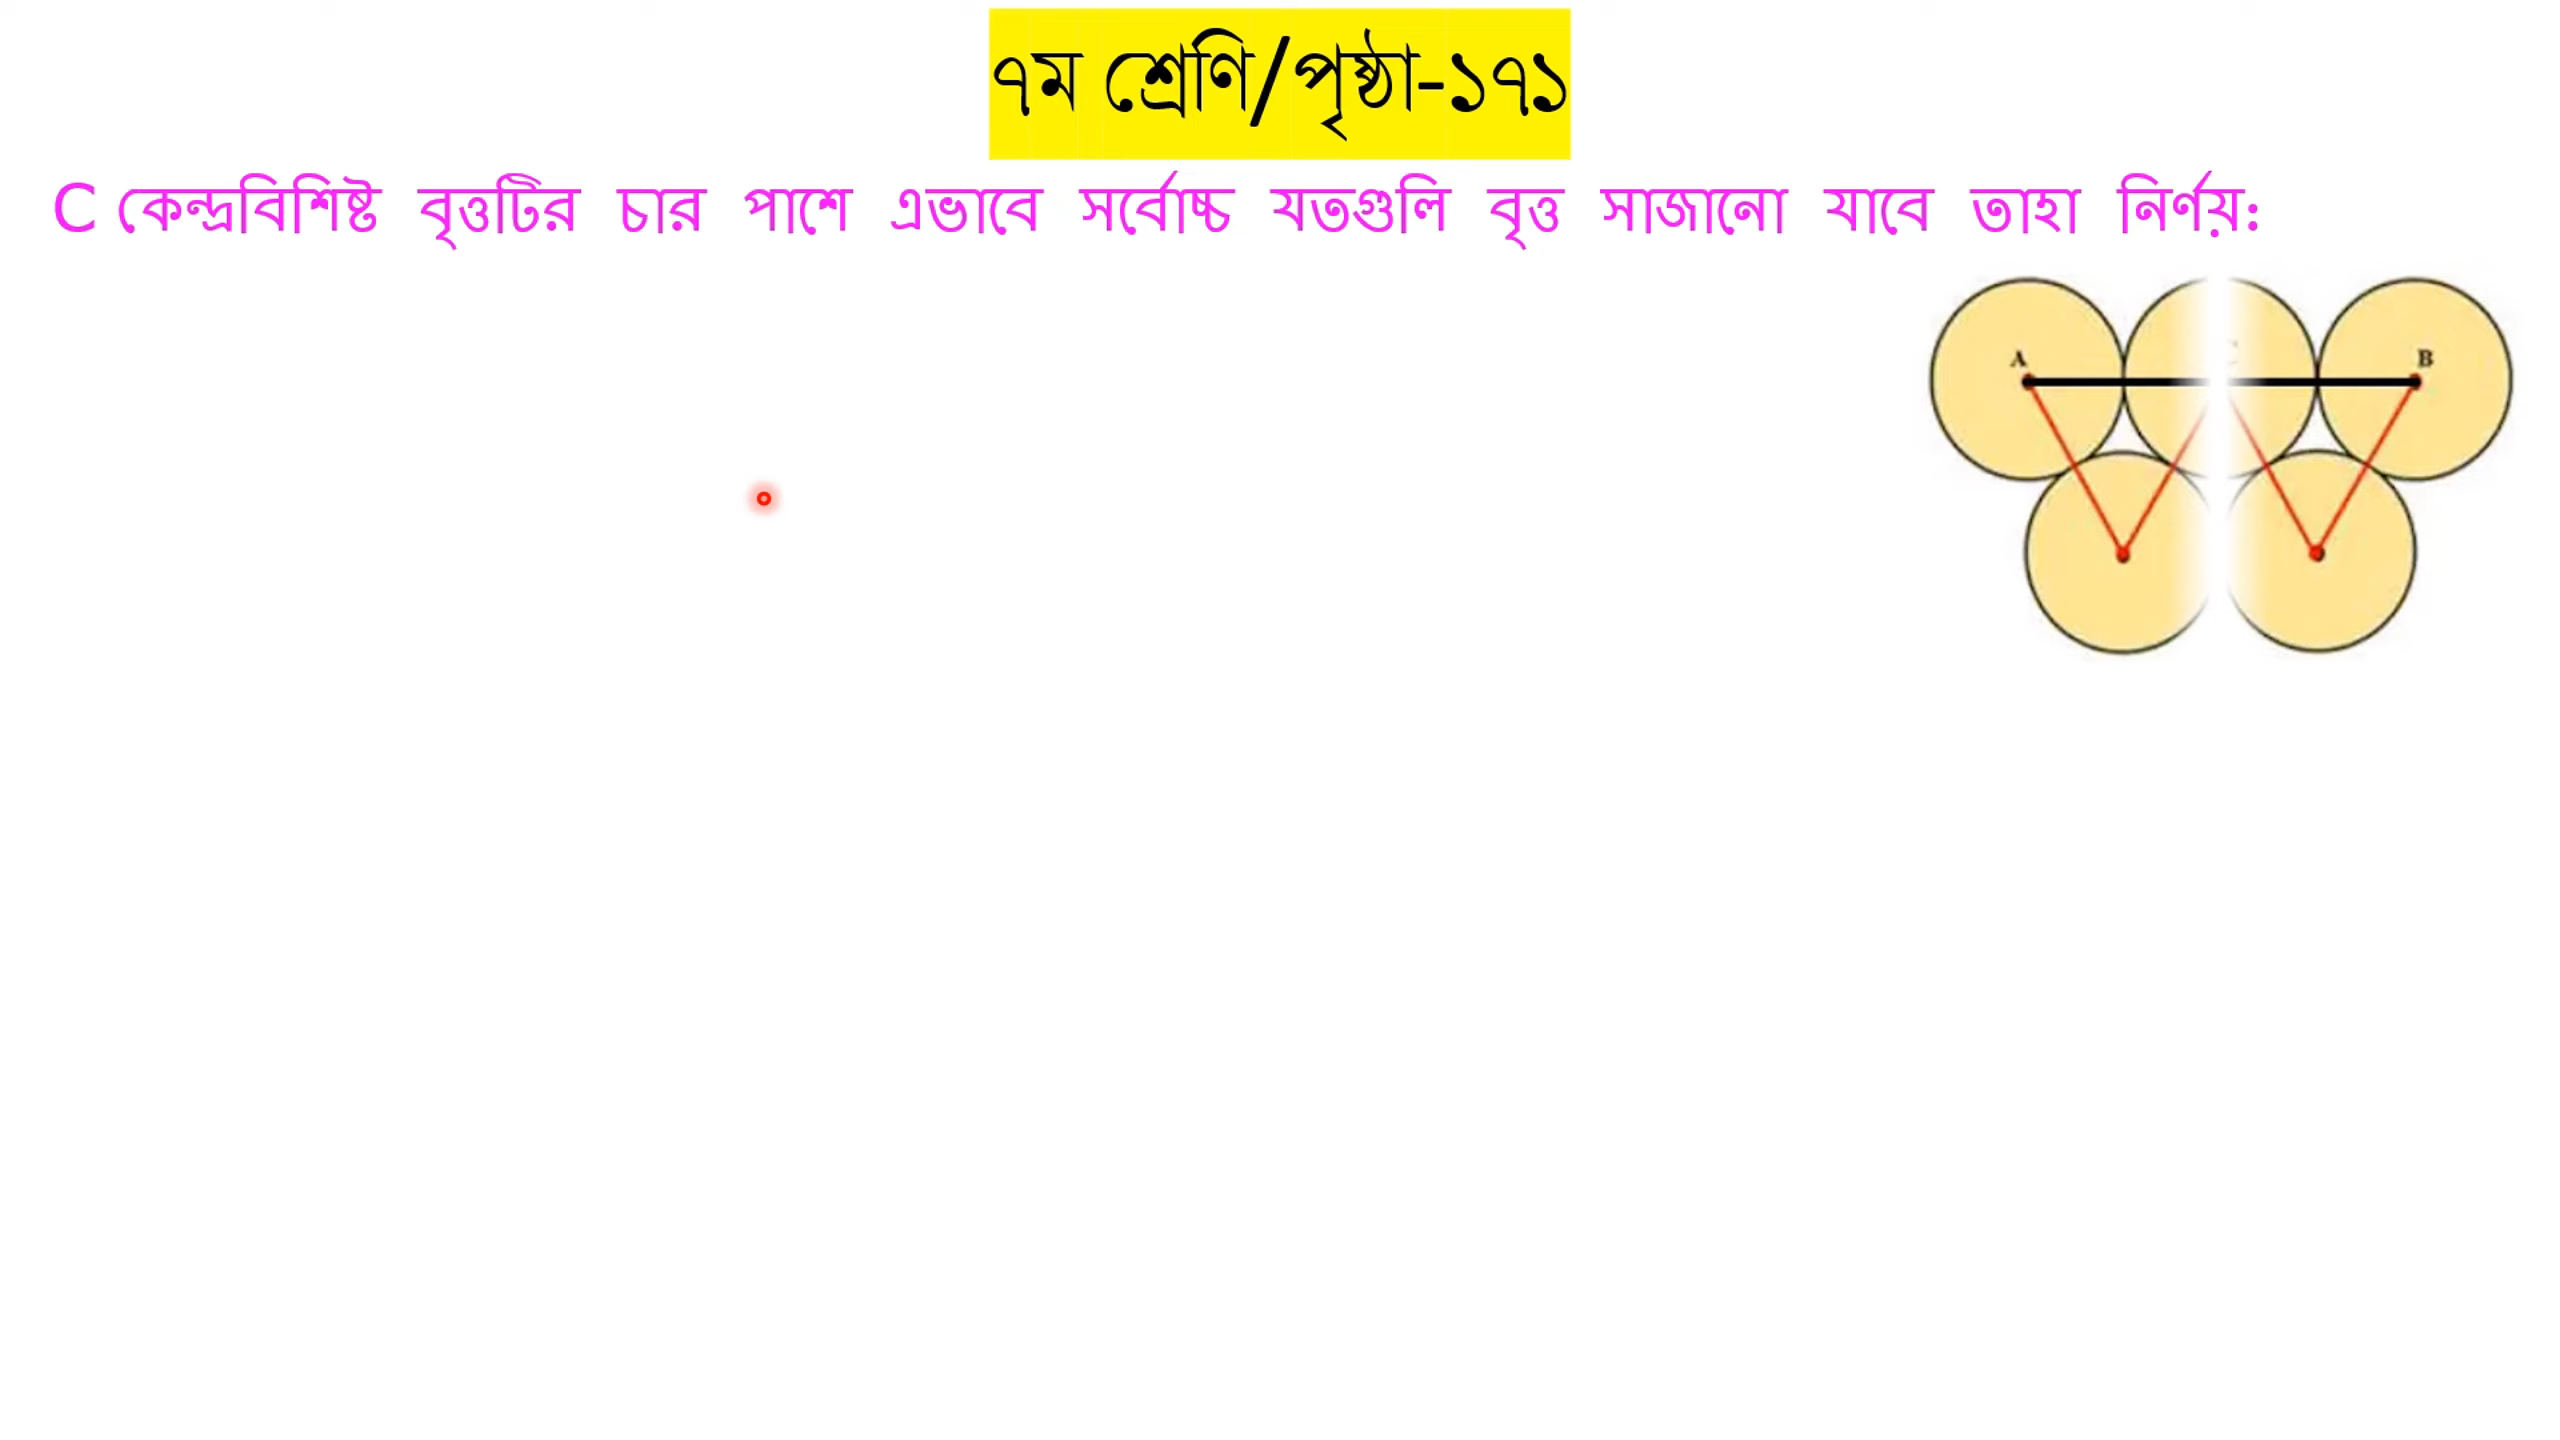 ৭ম শ্রেণি/পৃষ্ঠা-১৭১
C কেন্দ্রবিশিষ্ট বৃত্তটির চার পাশে এভাবে সর্বোচ্চ যতগুলি বৃত্ত সাজানো যাবে তাহা নির্ণয়ঃ
A B